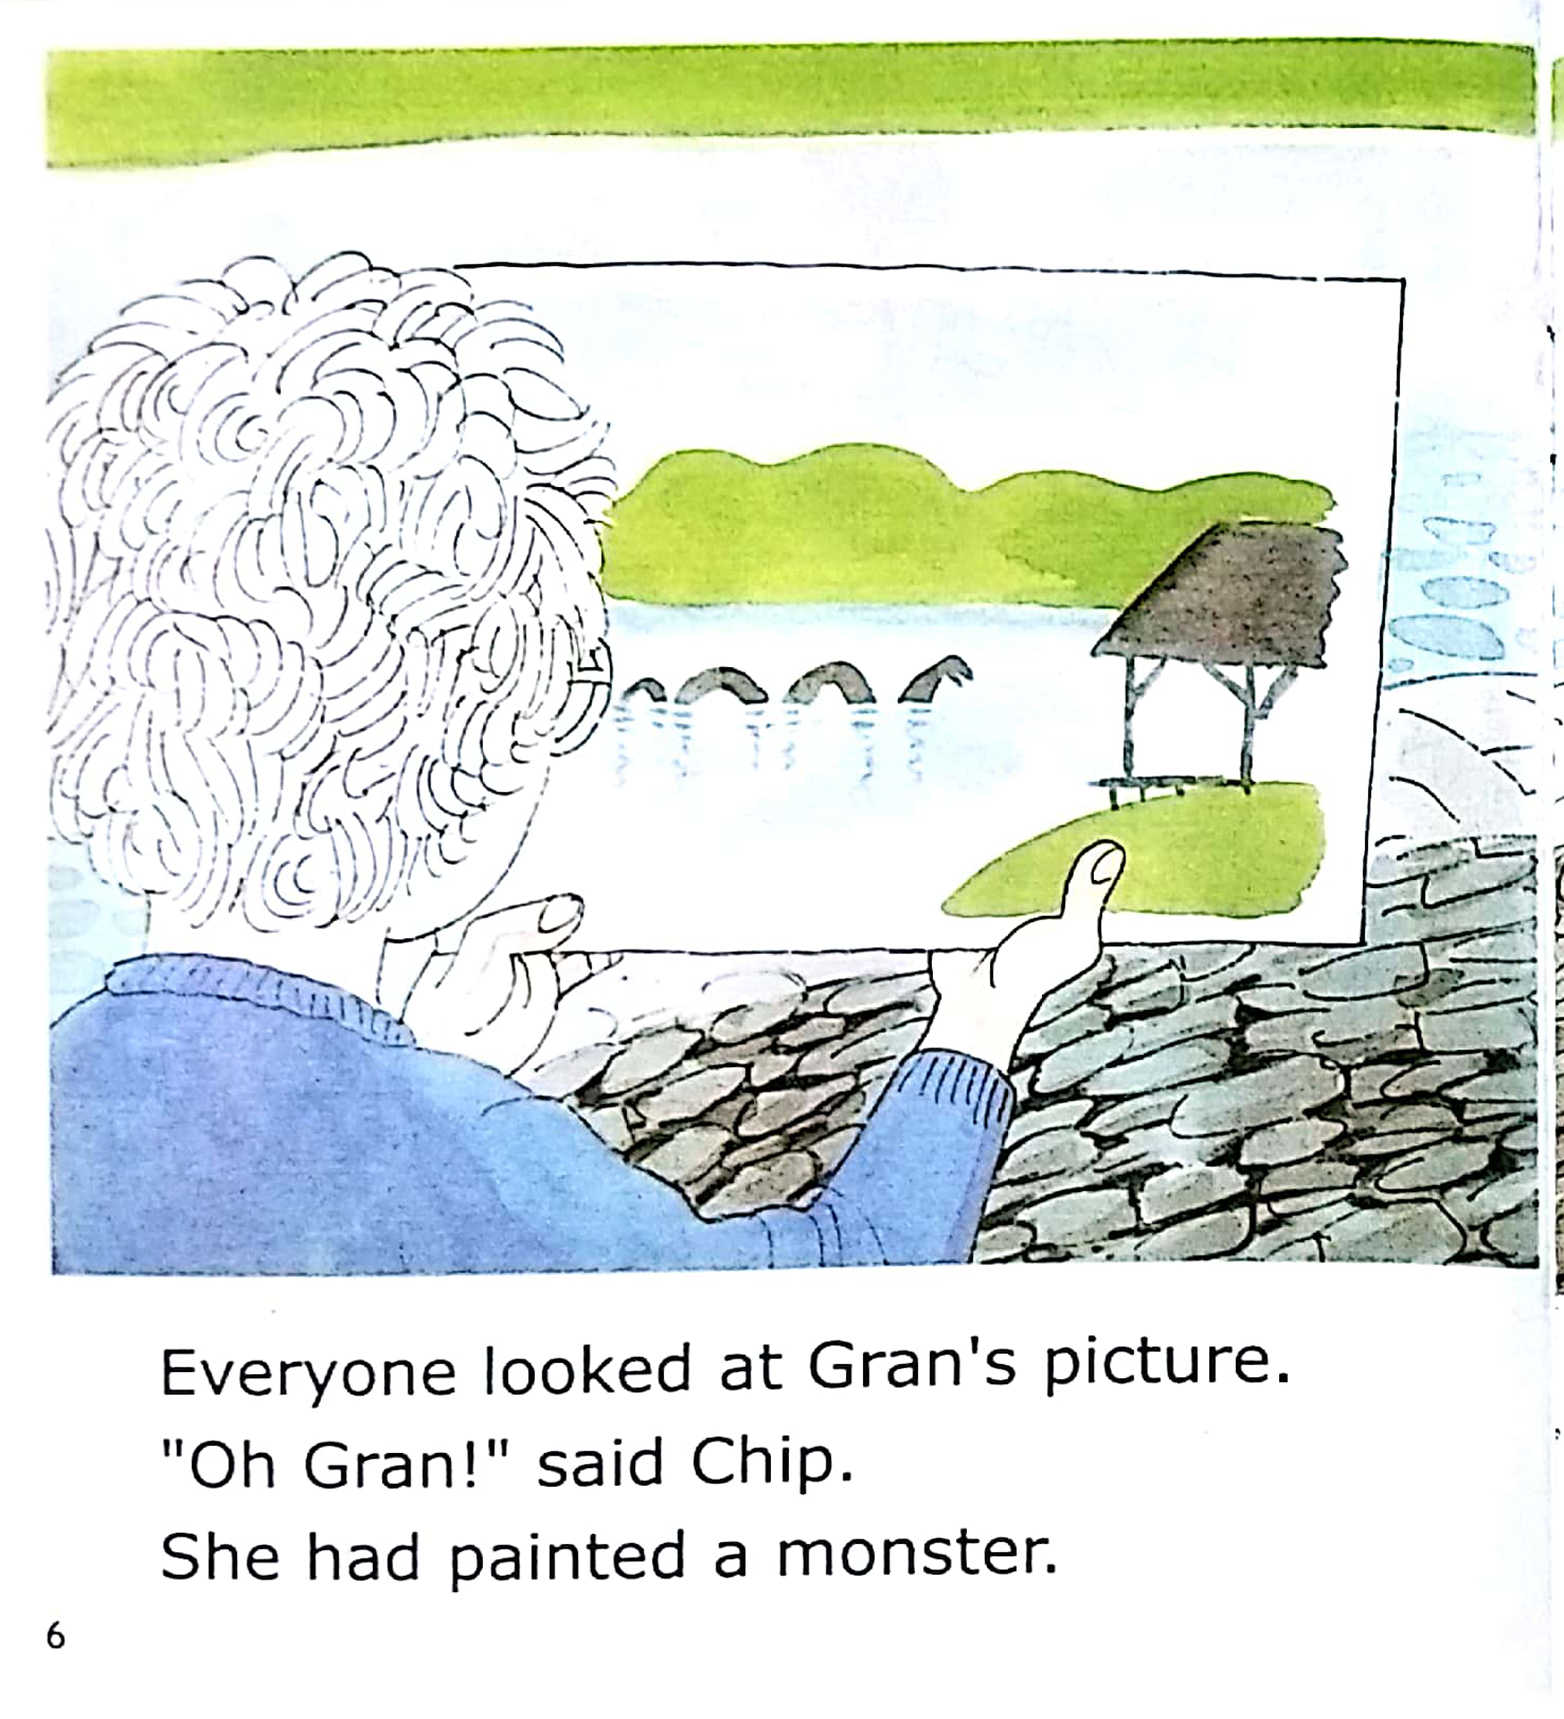 Everyone looked at Gran's picture.
"Oh Gran!" said Chip.
She had painted a monster.
6